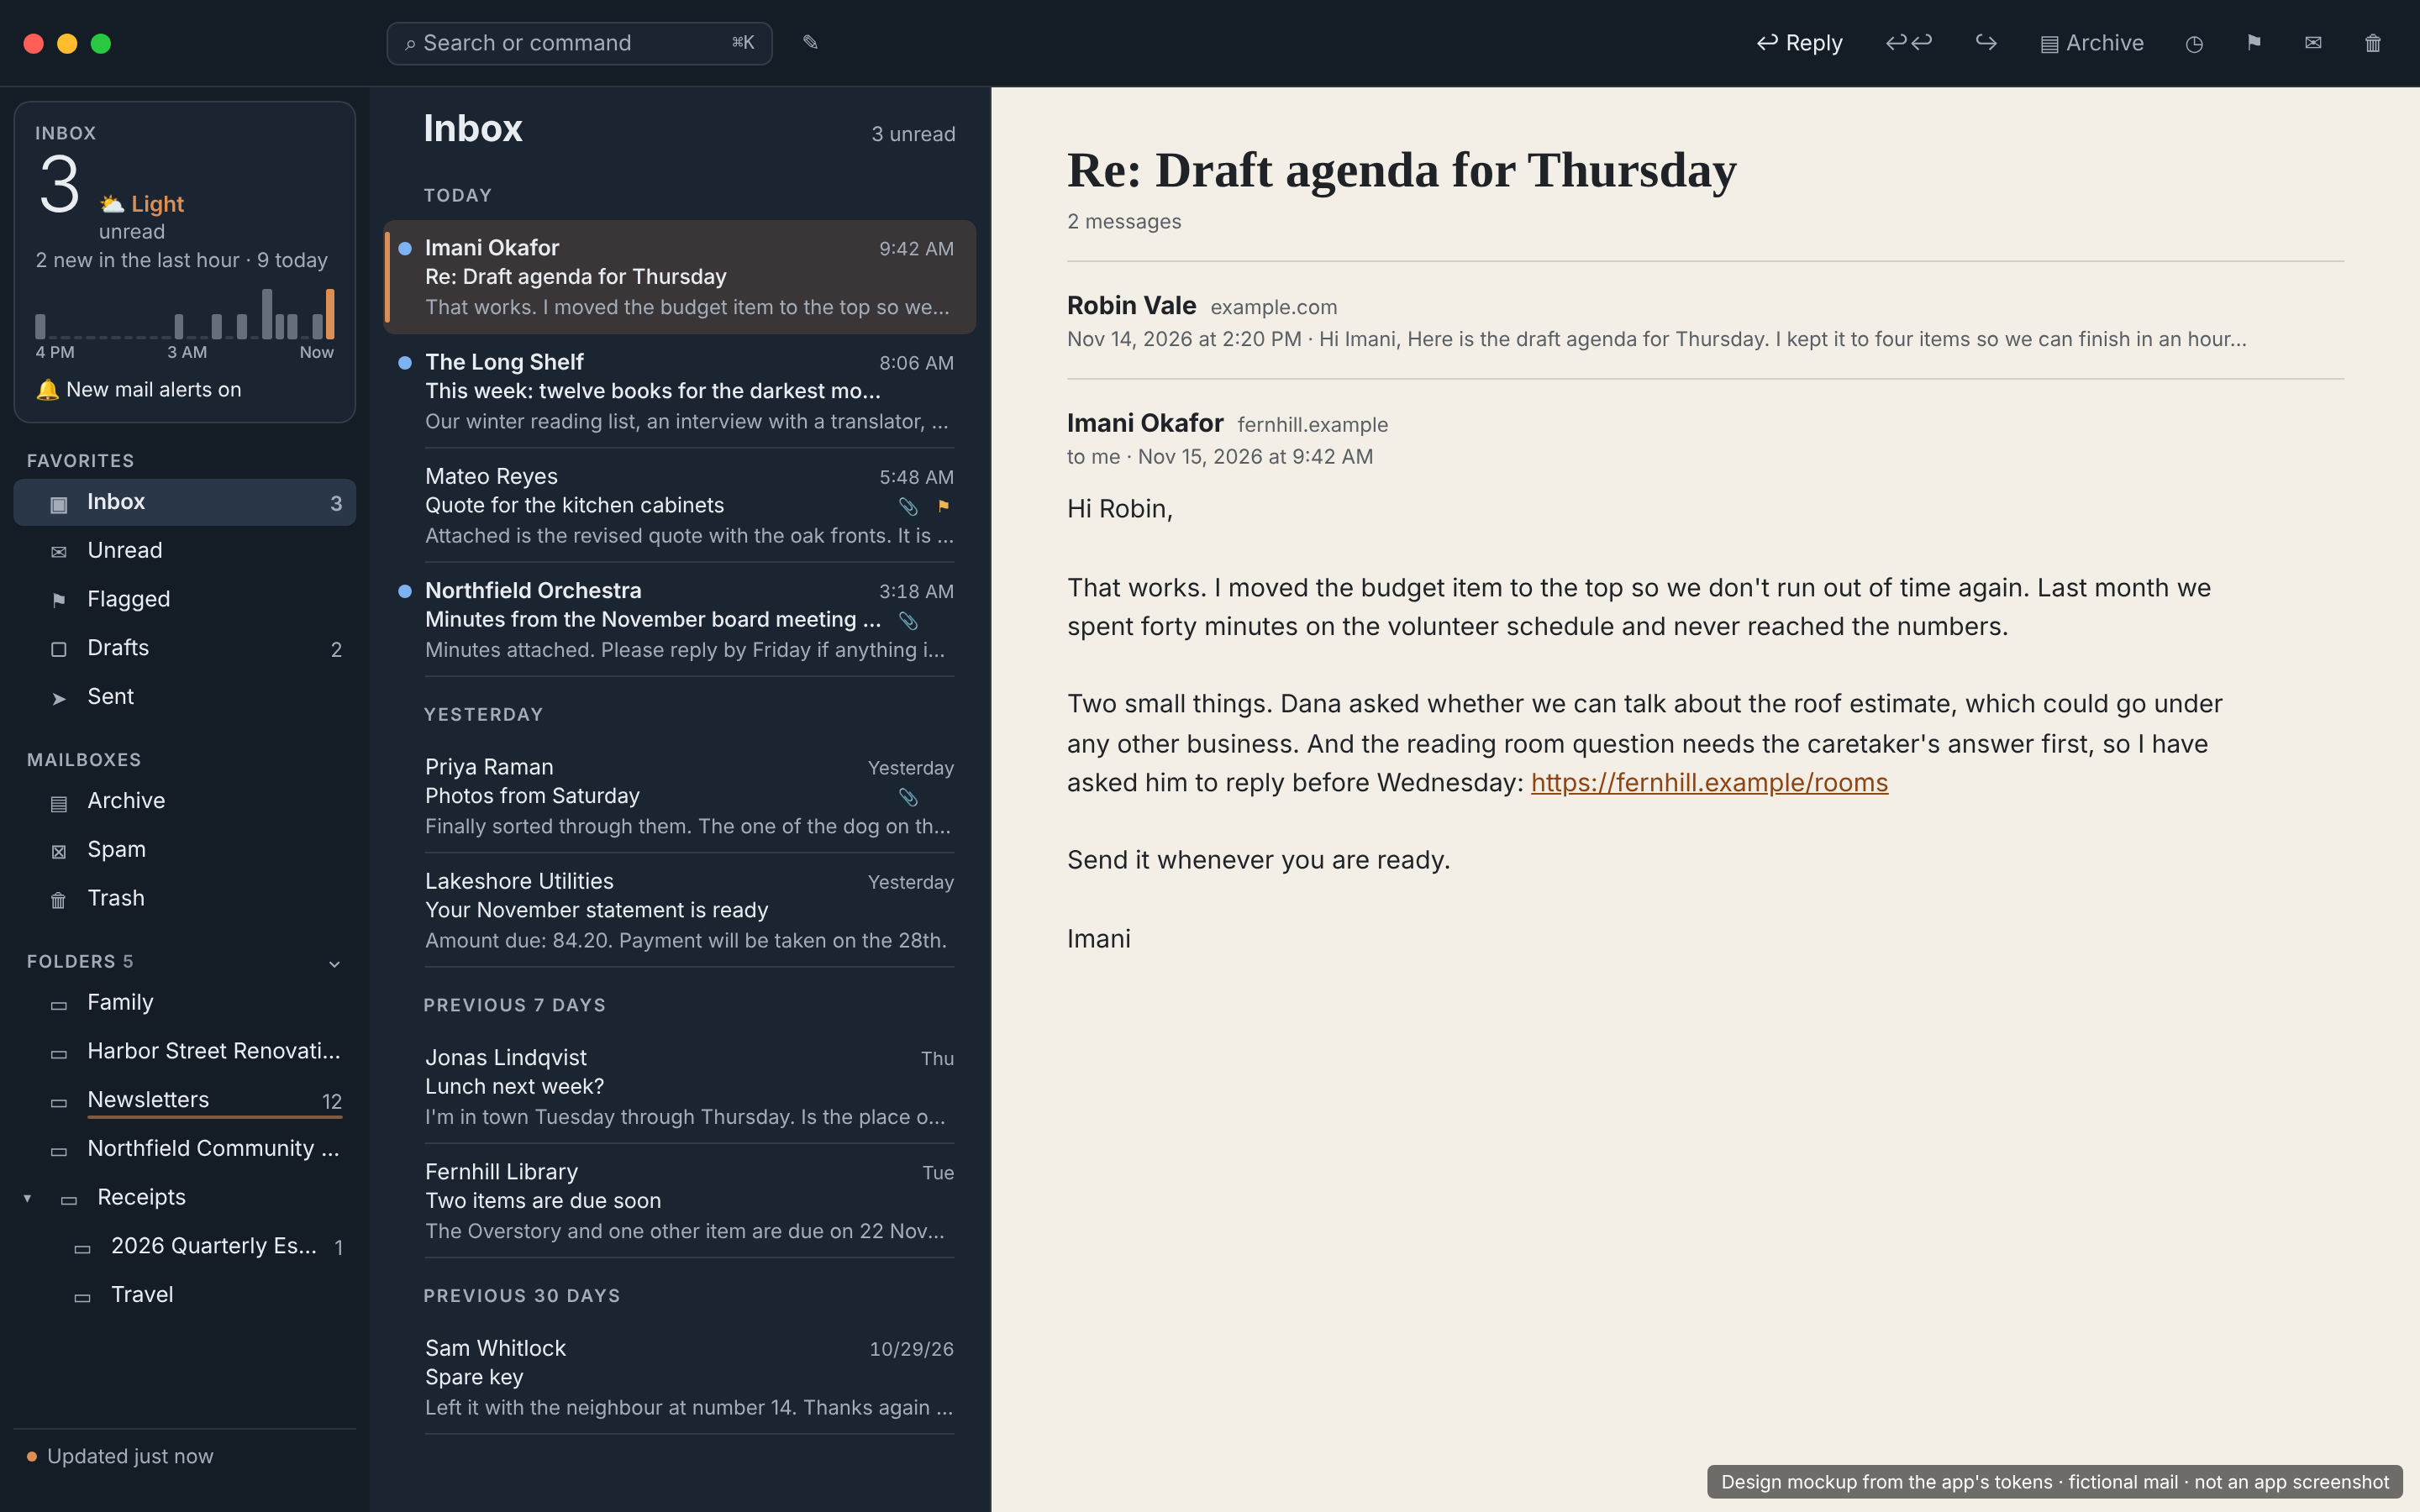 Search or command ⌘K
Reply
Archive
INBOX
3
Light
unread
2 new in the last hour · 9 today
4 PM 3 AM Now
New mail alerts on
FAVORITES
Inbox 3
Unread
Flagged
Drafts 2
Sent
MAILBOXES
Archive
Spam
Trash
FOLDERS 5
Family
Harbor Street Renovati...
Newsletters 12
Northfield Community ...
Receipts
2026 Quarterly Es... 1
Travel
Updated just now
Inbox 3 unread
TODAY
Imani Okafor 9:42 AM
Re: Draft agenda for Thursday
That works. I moved the budget item to the top so we...
The Long Shelf 8:06 AM
This week: twelve books for the darkest mo...
Our winter reading list, an interview with a translator, ...
Mateo Reyes 5:48 AM
Quote for the kitchen cabinets
Attached is the revised quote with the oak fronts. It is ...
Northfield Orchestra 3:18 AM
Minutes from the November board meeting ...
Minutes attached. Please reply by Friday if anything i...
YESTERDAY
Priya Raman Yesterday
Photos from Saturday
Finally sorted through them. The one of the dog on th...
Lakeshore Utilities Yesterday
Your November statement is ready
Amount due: 84.20. Payment will be taken on the 28th.
PREVIOUS 7 DAYS
Jonas Lindqvist Thu
Lunch next week?
I'm in town Tuesday through Thursday. Is the place o...
Fernhill Library Tue
Two items are due soon
The Overstory and one other item are due on 22 Nov...
PREVIOUS 30 DAYS
Sam Whitlock 10/29/26
Spare key
Left it with the neighbour at number 14. Thanks again ...
Re: Draft agenda for Thursday
2 messages
Robin Vale example.com
Nov 14, 2026 at 2:20 PM · Hi Imani, Here is the draft agenda for Thursday. I kept it to four items so we can finish in an hour...
Imani Okafor fernhill.example
to me · Nov 15, 2026 at 9:42 AM
Hi Robin,
That works. I moved the budget item to the top so we don't run out of time again. Last month we
spent forty minutes on the volunteer schedule and never reached the numbers.
Two small things. Dana asked whether we can talk about the roof estimate, which could go under
any other business. And the reading room question needs the caretaker's answer first, so I have
asked him to reply before Wednesday: https://fernhill.example/rooms
Send it whenever you are ready.
Imani
Design mockup from the app's tokens · fictional mail · not an app screenshot